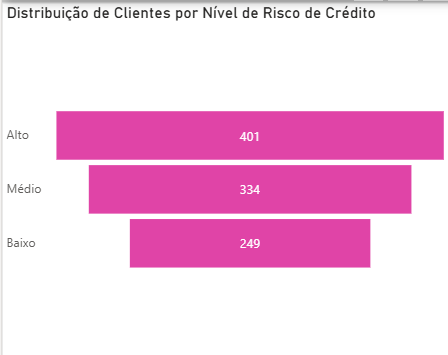 Distribuição de Clientes por Nível de Risco de Crédito
Alto 401
Médio 334
Baixo 249